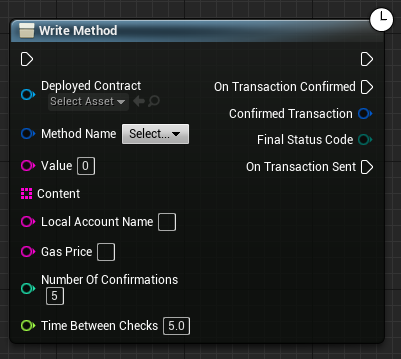 Write Method
Deployed Contract
Select Asset
Method Name Select...
Value 0
Content
Local Account Name
Gas Price
Number Of Confirmations
5
Time Between Checks 5.0
On Transaction Confirmed
Confirmed Transaction
Final Status Code
On Transaction Sent